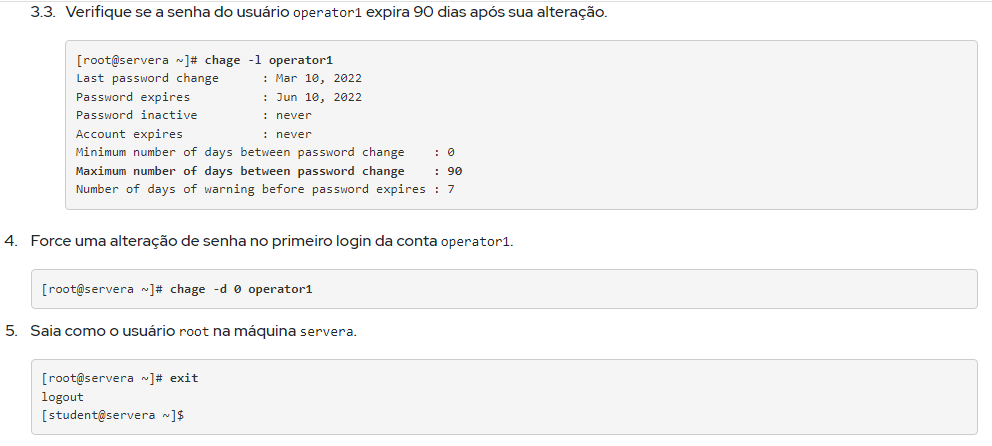 3.3. Verifique se a senha do usuário operator1 expira 90 dias após sua alteração.
[root@servera ~]# chage -l operator1
Last password change      : Mar 10, 2022
Password expires          : Jun 10, 2022
Password inactive         : never
Account expires           : never
Minimum number of days between password change    : 0
Maximum number of days between password change    : 90
Number of days of warning before password expires : 7
4. Force uma alteração de senha no primeiro login da conta operator1.
[root@servera ~]# chage -d 0 operator1
5. Saia como o usuário root na máquina servera.
[root@servera ~]# exit
logout
[student@servera ~]$